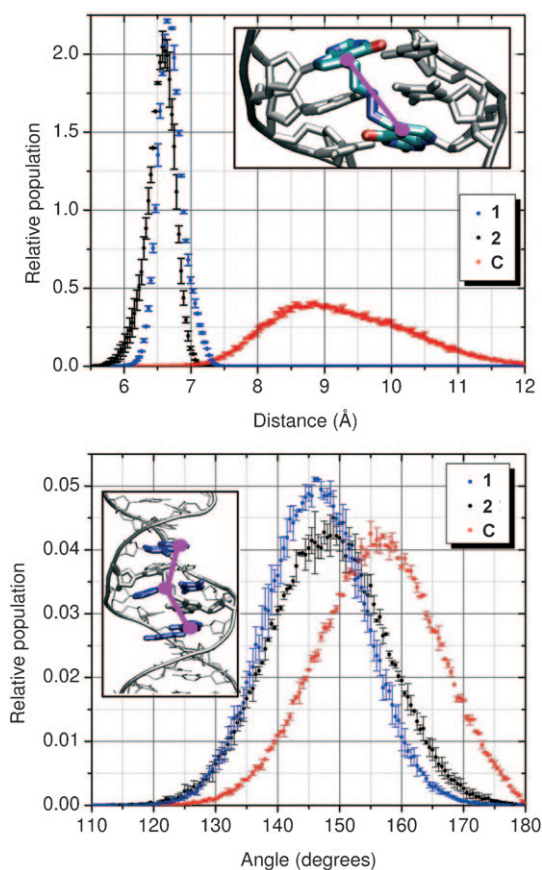 2.0
1.5
1.0
0.5
0.0
Relative population
1
2
C
6 7 8 9 10 11 12
Distance (Å)
0.05
0.04
0.03
0.02
0.01
0.00
Relative population
1
2
C
110 120 130 140 150 160 170 180
Angle (degrees)